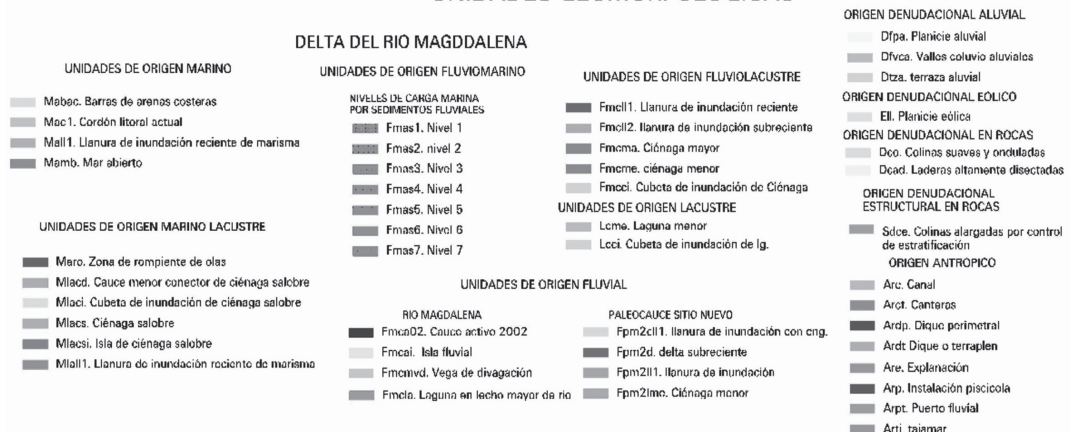 DELTA DEL RIO MAGDDALENA
UNIDADES DE ORIGEN MARINO
Mabac. Barras de arenas costeras
Mac1. Cordón litoral actual
Mall1. Llanura de inundación reciente de marisma
Mamb. Mar abierto
UNIDADES DE ORIGEN MARINO LACUSTRE
Maro. Zona de rompiente de olas
Mlacd. Cauce menor conector de ciénaga salobre
Mlaci. Cubeta de inundación de ciénaga salobre
Mlacs. Ciénaga salobre
Mlacsi. Isla de ciénaga salobre
Mlall1. Llanura de inundación reciente de marisma
UNIDADES DE ORIGEN FLUVIOMARINO
NIVELES DE CARGA MARINA
POR SEDIMENTOS FLUVIALES
Fmas1. Nivel 1
Fmas2. nivel 2
Fmas3. Nivel 3
Fmas4. Nivel 4
Fmas5. Nivel 5
Fmas6. Nivel 6
Fmas7. Nivel 7
UNIDADES DE ORIGEN FLUVIOLACUSTRE
Fmcll1. Llanura de inundación reciente
Fmcll2. llanura de inundación subreciente
Fmcma. Ciénaga mayor
Fmcme. ciénaga menor
Fmcci. Cubeta de inundación de Ciénaga
UNIDADES DE ORIGEN LACUSTRE
Lcme. Laguna menor
Lcci. Cubeta de inundación de lg.
UNIDADES DE ORIGEN FLUVIAL
RIO MAGDALENA
Fmca02. Cauce activo 2002
Fmcai. Isla fluvial
Fmcmvd. Vega de divagación
Fmcla. Laguna en lecho mayor de rio
PALEOCAUCE SITIO NUEVO
Fpm2cll1. llanura de inundación con cng.
Fpm2d. delta subreciente
Fpm2ll1. llanura de inundación
Fpm2lmc. Ciénaga menor
ORIGEN DENUDACIONAL ALUVIAL
Dfpa. Planicie aluvial
Dfvca. Valles coluvio aluviales
Dtza. terraza aluvial
ORIGEN DENUDACIONAL EÓLICO
Ell. Planicie eólica
ORIGEN DENUDACIONAL EN ROCAS
Dco. Colinas suaves y onduladas
Dcad. Laderas altamente disectadas
ORIGEN DENUDACIONAL
ESTRUCTURAL EN ROCAS
Sdce. Colinas alargadas por control
de estratificación
ORIGEN ANTROPICO
Arc. Canal
Arct. Canteras
Ardp. Dique perimetral
Ardt Dique o terraplen
Are. Explanación
Arp. Instalación piscicola
Arpt. Puerto fluvial
Arti. tajamar